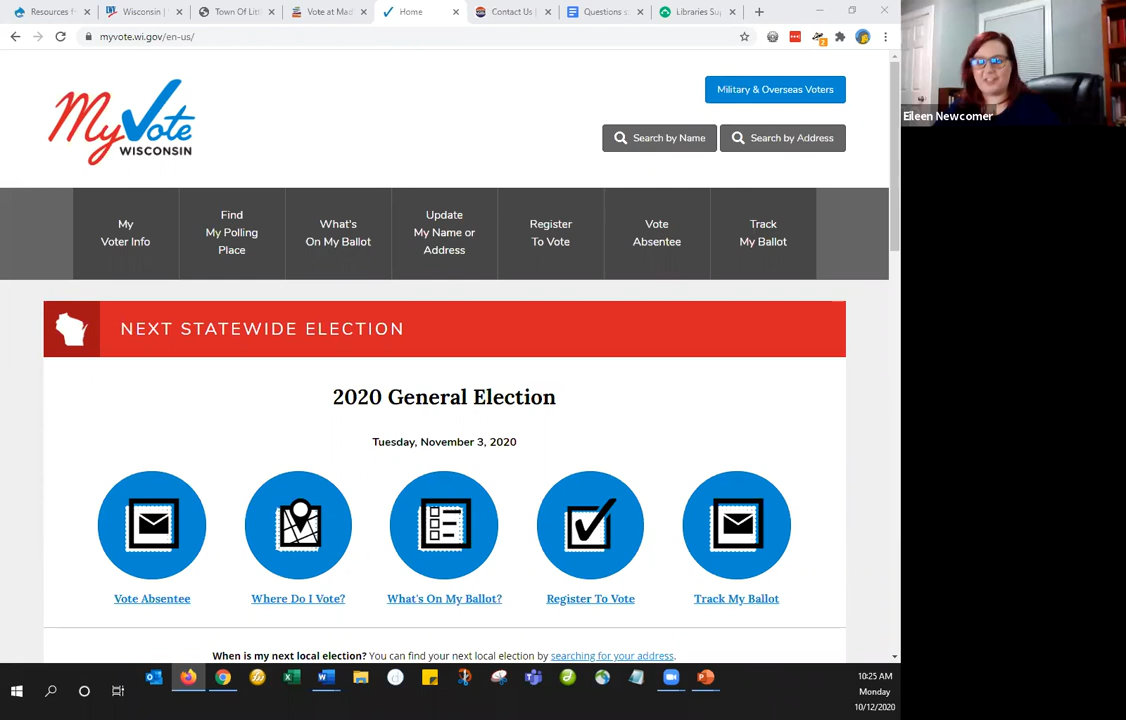 Resources f
Wisconsin |
Town Of Litt
Vote at Mad
Home
Contact Us |
Questions s
Libraries Sup
myvote.wi.gov/en-us/
2
Eileen Newcomer
MyVote
WISCONSIN
Military & Overseas Voters
Search by Name
Search by Address
My
Voter Info
Find
My Polling
Place
What's
On My Ballot
Update
My Name or
Address
Register
To Vote
Vote
Absentee
Track
My Ballot
NEXT STATEWIDE ELECTION
2020 General Election
Tuesday, November 3, 2020
Vote Absentee
Where Do I Vote?
What's On My Ballot?
Register To Vote
Track My Ballot
When is my next local election? You can find your next local election by searching for your address.
10:25 AM
Monday
10/12/2020